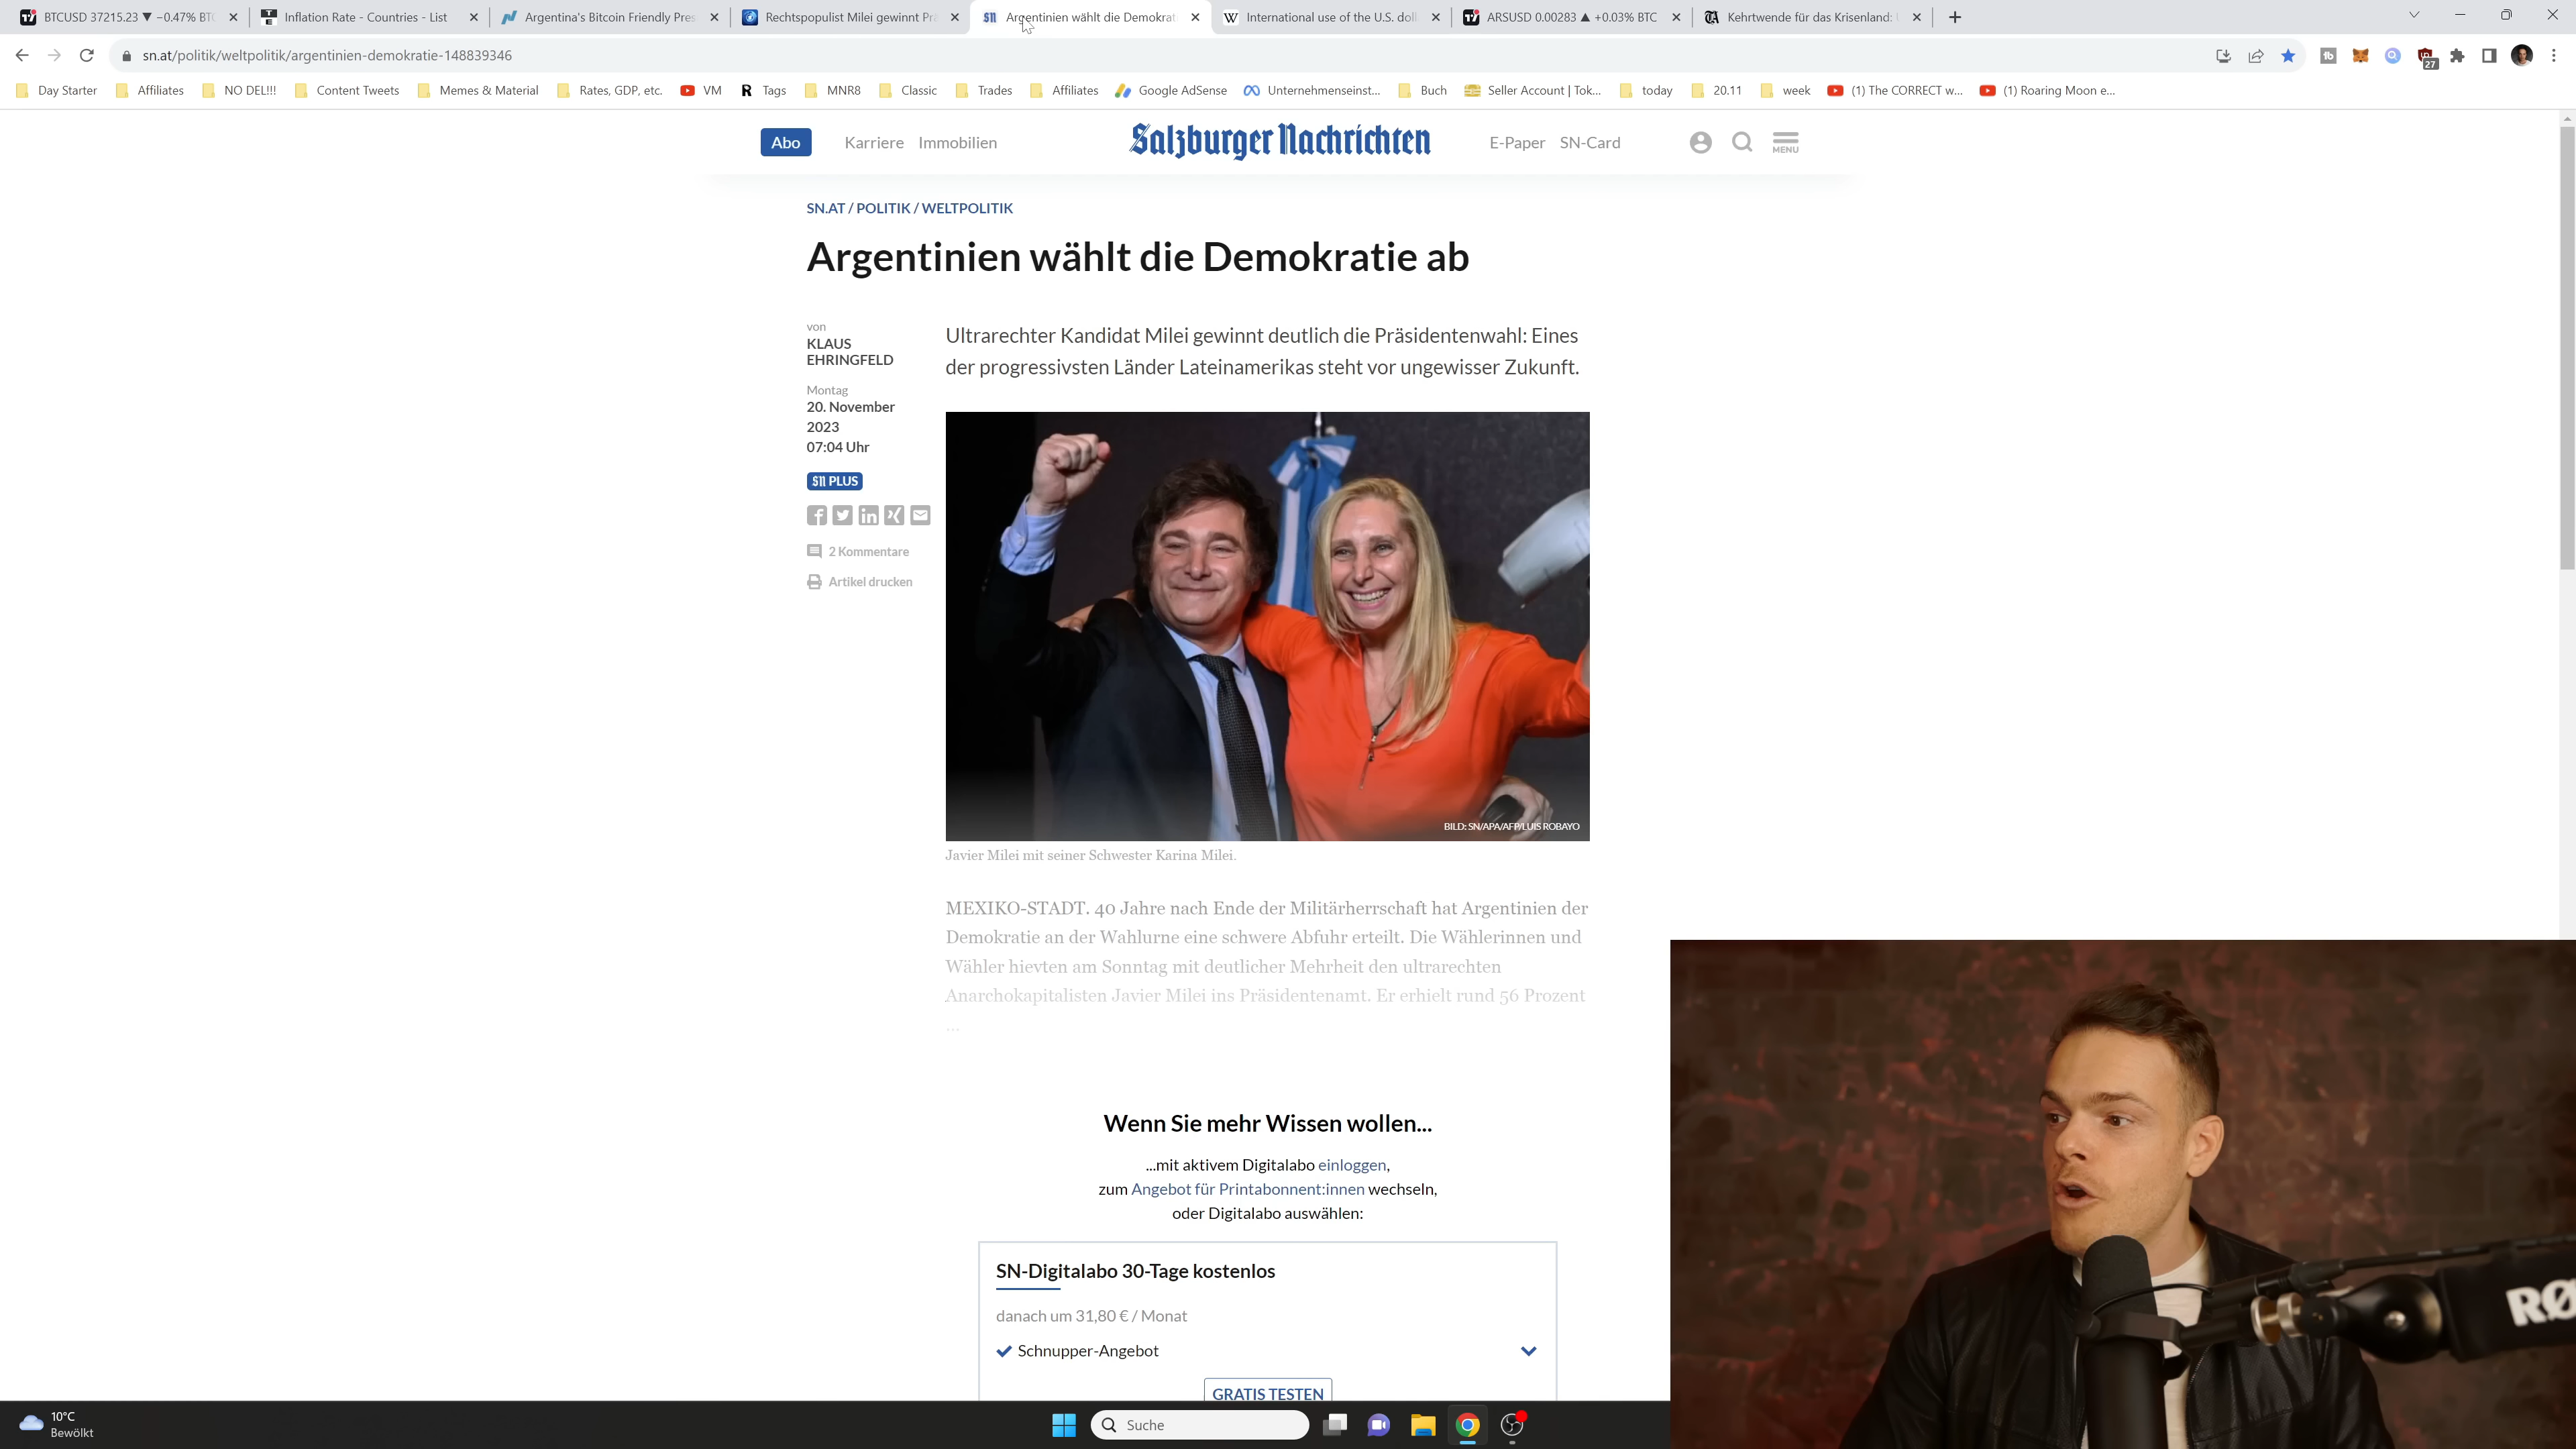 BTCUSD 37215.23 ▼ −0.47% BTC
Inflation Rate - Countries - List
Argentina's Bitcoin Friendly Pres
Rechtspopulist Milei gewinnt Prä
Argentinien wählt die Demokrat
International use of the U.S. doll
ARSUSD 0.00283 ▲ +0.03% BTC
Kehrtwende für das Krisenland:
sn.at/politik/weltpolitik/argentinien-demokratie-148839346
27
Day Starter
Affiliates
NO DEL!!!
Content Tweets
Memes & Material
Rates, GDP, etc.
VM
R Tags
MNR8
Classic
Trades
Affiliates
Google AdSense
Unternehmenseinst...
Buch
Seller Account | Tok...
today
20.11
week
(1) The CORRECT w...
(1) Roaring Moon e...
Abo
Karriere
Immobilien
Salzburger Nachrichten
E-Paper
SN-Card
MENU
SN.AT / POLITIK / WELTPOLITIK
Argentinien wählt die Demokratie ab
von
KLAUS
EHRINGFELD
Montag
20. November
2023
07:04 Uhr
SN PLUS
2 Kommentare
Artikel drucken
Ultrarechter Kandidat Milei gewinnt deutlich die Präsidentenwahl: Eines
der progressivsten Länder Lateinamerikas steht vor ungewisser Zukunft.
BILD: SN/APA/AFP/LUIS ROBAYO
Javier Milei mit seiner Schwester Karina Milei.
MEXIKO-STADT. 40 Jahre nach Ende der Militärherrschaft hat Argentinien der
Demokratie an der Wahlurne eine schwere Abfuhr erteilt. Die Wählerinnen und
Wähler hievten am Sonntag mit deutlicher Mehrheit den ultrarechten
Anarchokapitalisten Javier Milei ins Präsidentenamt. Er erhielt rund 56 Prozent
...
Wenn Sie mehr Wissen wollen...
...mit aktivem Digitalabo einloggen,
zum Angebot für Printabonnent:innen wechseln,
oder Digitalabo auswählen:
SN-Digitalabo 30-Tage kostenlos
danach um 31,80 € / Monat
Schnupper-Angebot
GRATIS TESTEN
RØ
10°C
Bewölkt
Suche